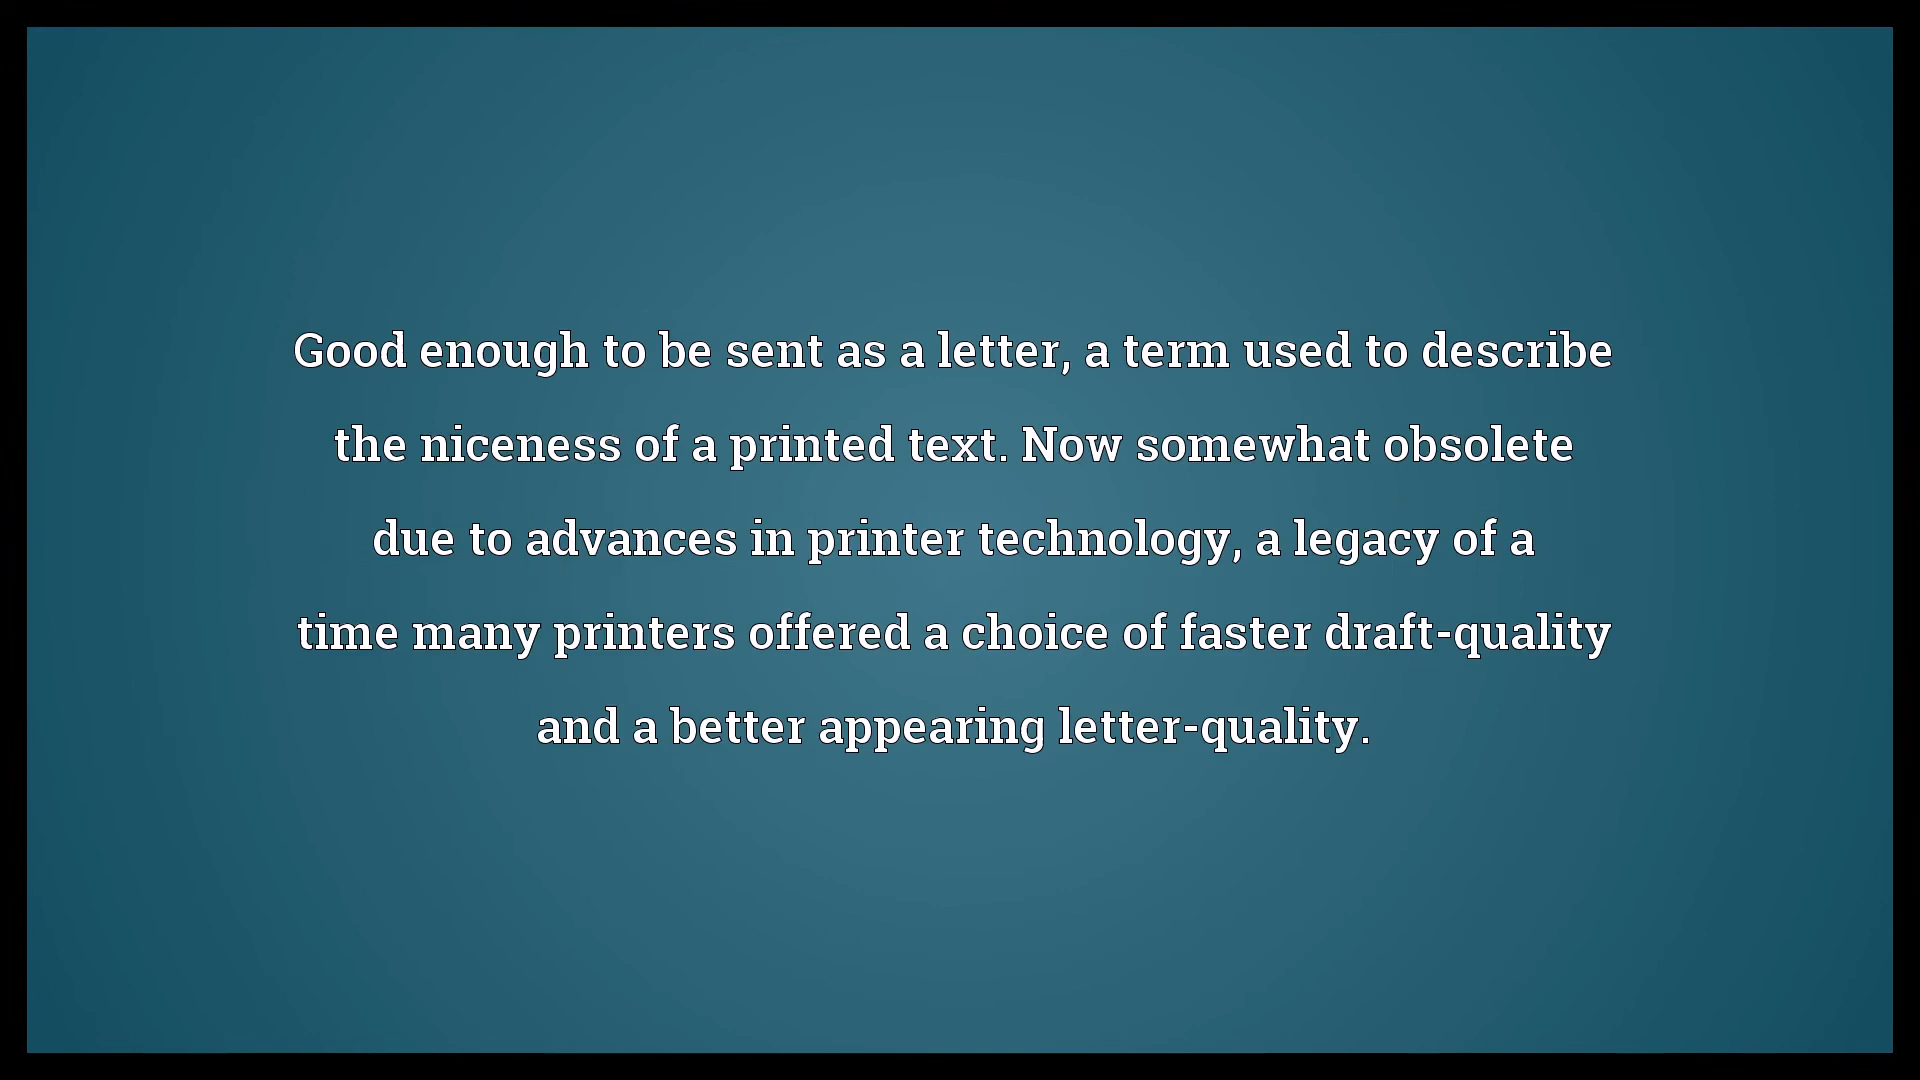 Good enough to be sent as a letter, a term used to describe
the niceness of a printed text. Now somewhat obsolete
due to advances in printer technology, a legacy of a
time many printers offered a choice of faster draft-quality
and a better appearing letter-quality.